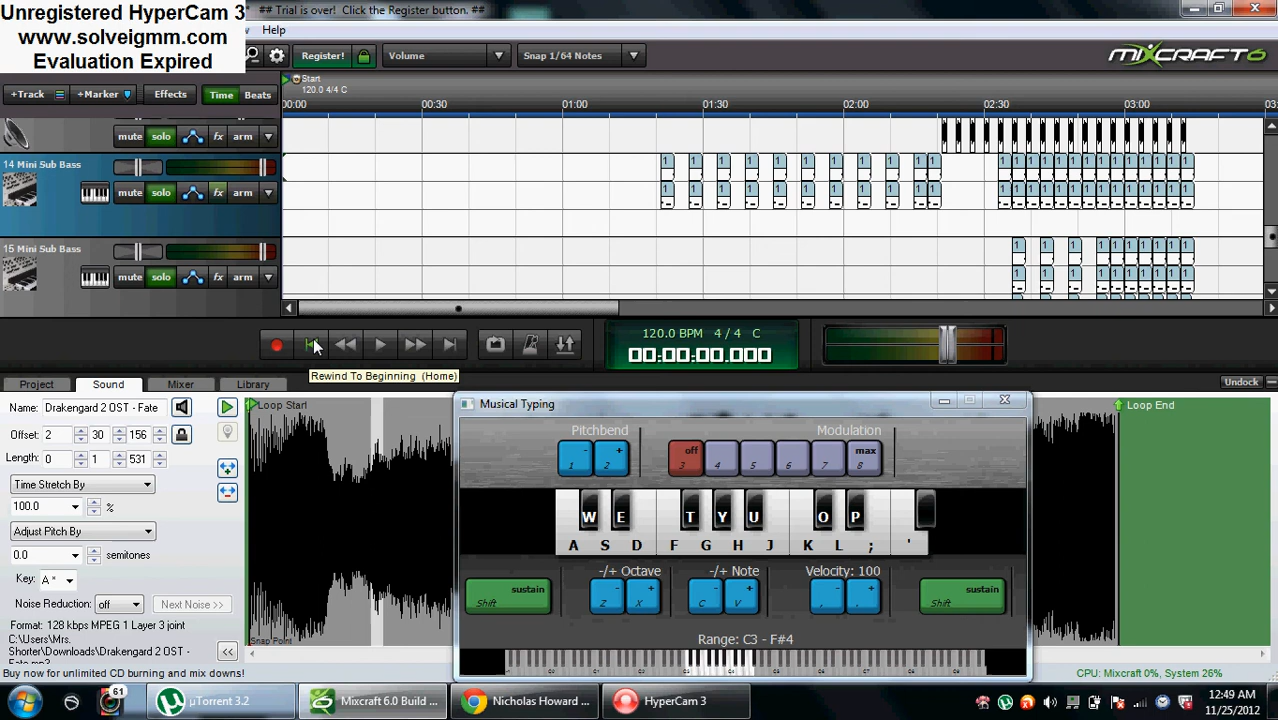 Unregistered HyperCam 3
www.solveigmm.com
Evaluation Expired
* ## Trial is over! Click the Register button. ##
Help
Register!
Volume
Snap 1/64 Notes
MIXCRAFT6
+Track
+Marker
Effects
Time
Beats
Start
120.0 4/4 C
00:00
00:30
01:00
01:30
02:00
02:30
03:00
mute
solo
fx
arm
14 Mini Sub Bass
mute
solo
fx
arm
15 Mini Sub Bass
mute
solo
fx
arm
120.0 BPM 4 / 4 C
00:00:00.000
Rewind To Beginning (Home)
Project
Sound
Mixer
Library
Undock
Name: Drakengard 2 OST - Fate
Offset: 2 30 156
Length: 0 1 531
Time Stretch By
100.0 %
Adjust Pitch By
0.0 semitones
Key: A *
Noise Reduction: off
Next Noise >>
Format: 128 kbps MPEG 1 Layer 3 joint
C:\Users\Mrs.
Shorter\Downloads\Drakengard 2 OST -
Fate.mp3
Buy now for unlimited CD burning and mix downs!
Loop Start
Snap Point
Loop End
Musical Typing
Pitchbend
Modulation
- 1
+ 2
off 3
4
5
6
7
max 8
W E T Y U O P
A S D F G H J K L ; '
-/+ Octave
-/+ Note
Velocity: 100
sustain
Shift
- Z
+ X
- C
+ V
- ,
+ .
sustain
Shift
Range: C3 - F#4
CPU: Mixcraft 0%, System 26%
61
µTorrent 3.2
Mixcraft 6.0 Build ...
Nicholas Howard ...
HyperCam 3
12:49 AM
11/25/2012